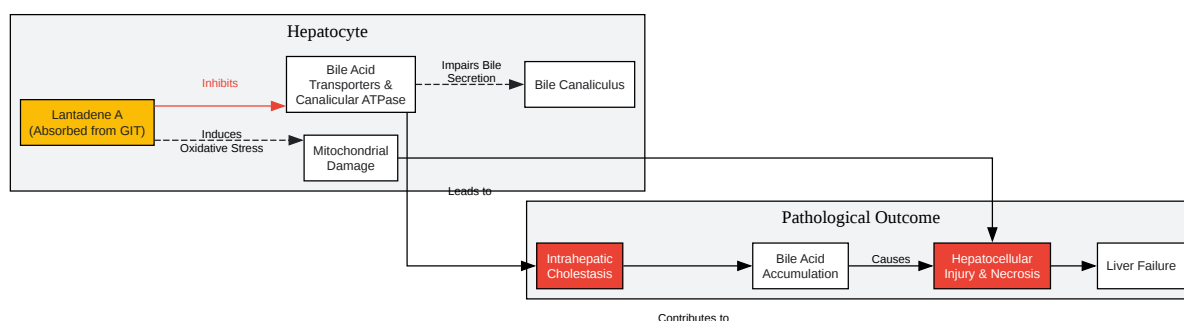 Hepatocyte
Lantadene A
(Absorbed from GIT)
Inhibits
Bile Acid
Transporters &
Canalicular ATPase
Impairs Bile
Secretion
Bile Canaliculus
Induces
Oxidative Stress
Mitochondrial
Damage
Leads to
Pathological Outcome
Intrahepatic
Cholestasis
Bile Acid
Accumulation
Causes
Hepatocellular
Injury & Necrosis
Liver Failure
Contributes to